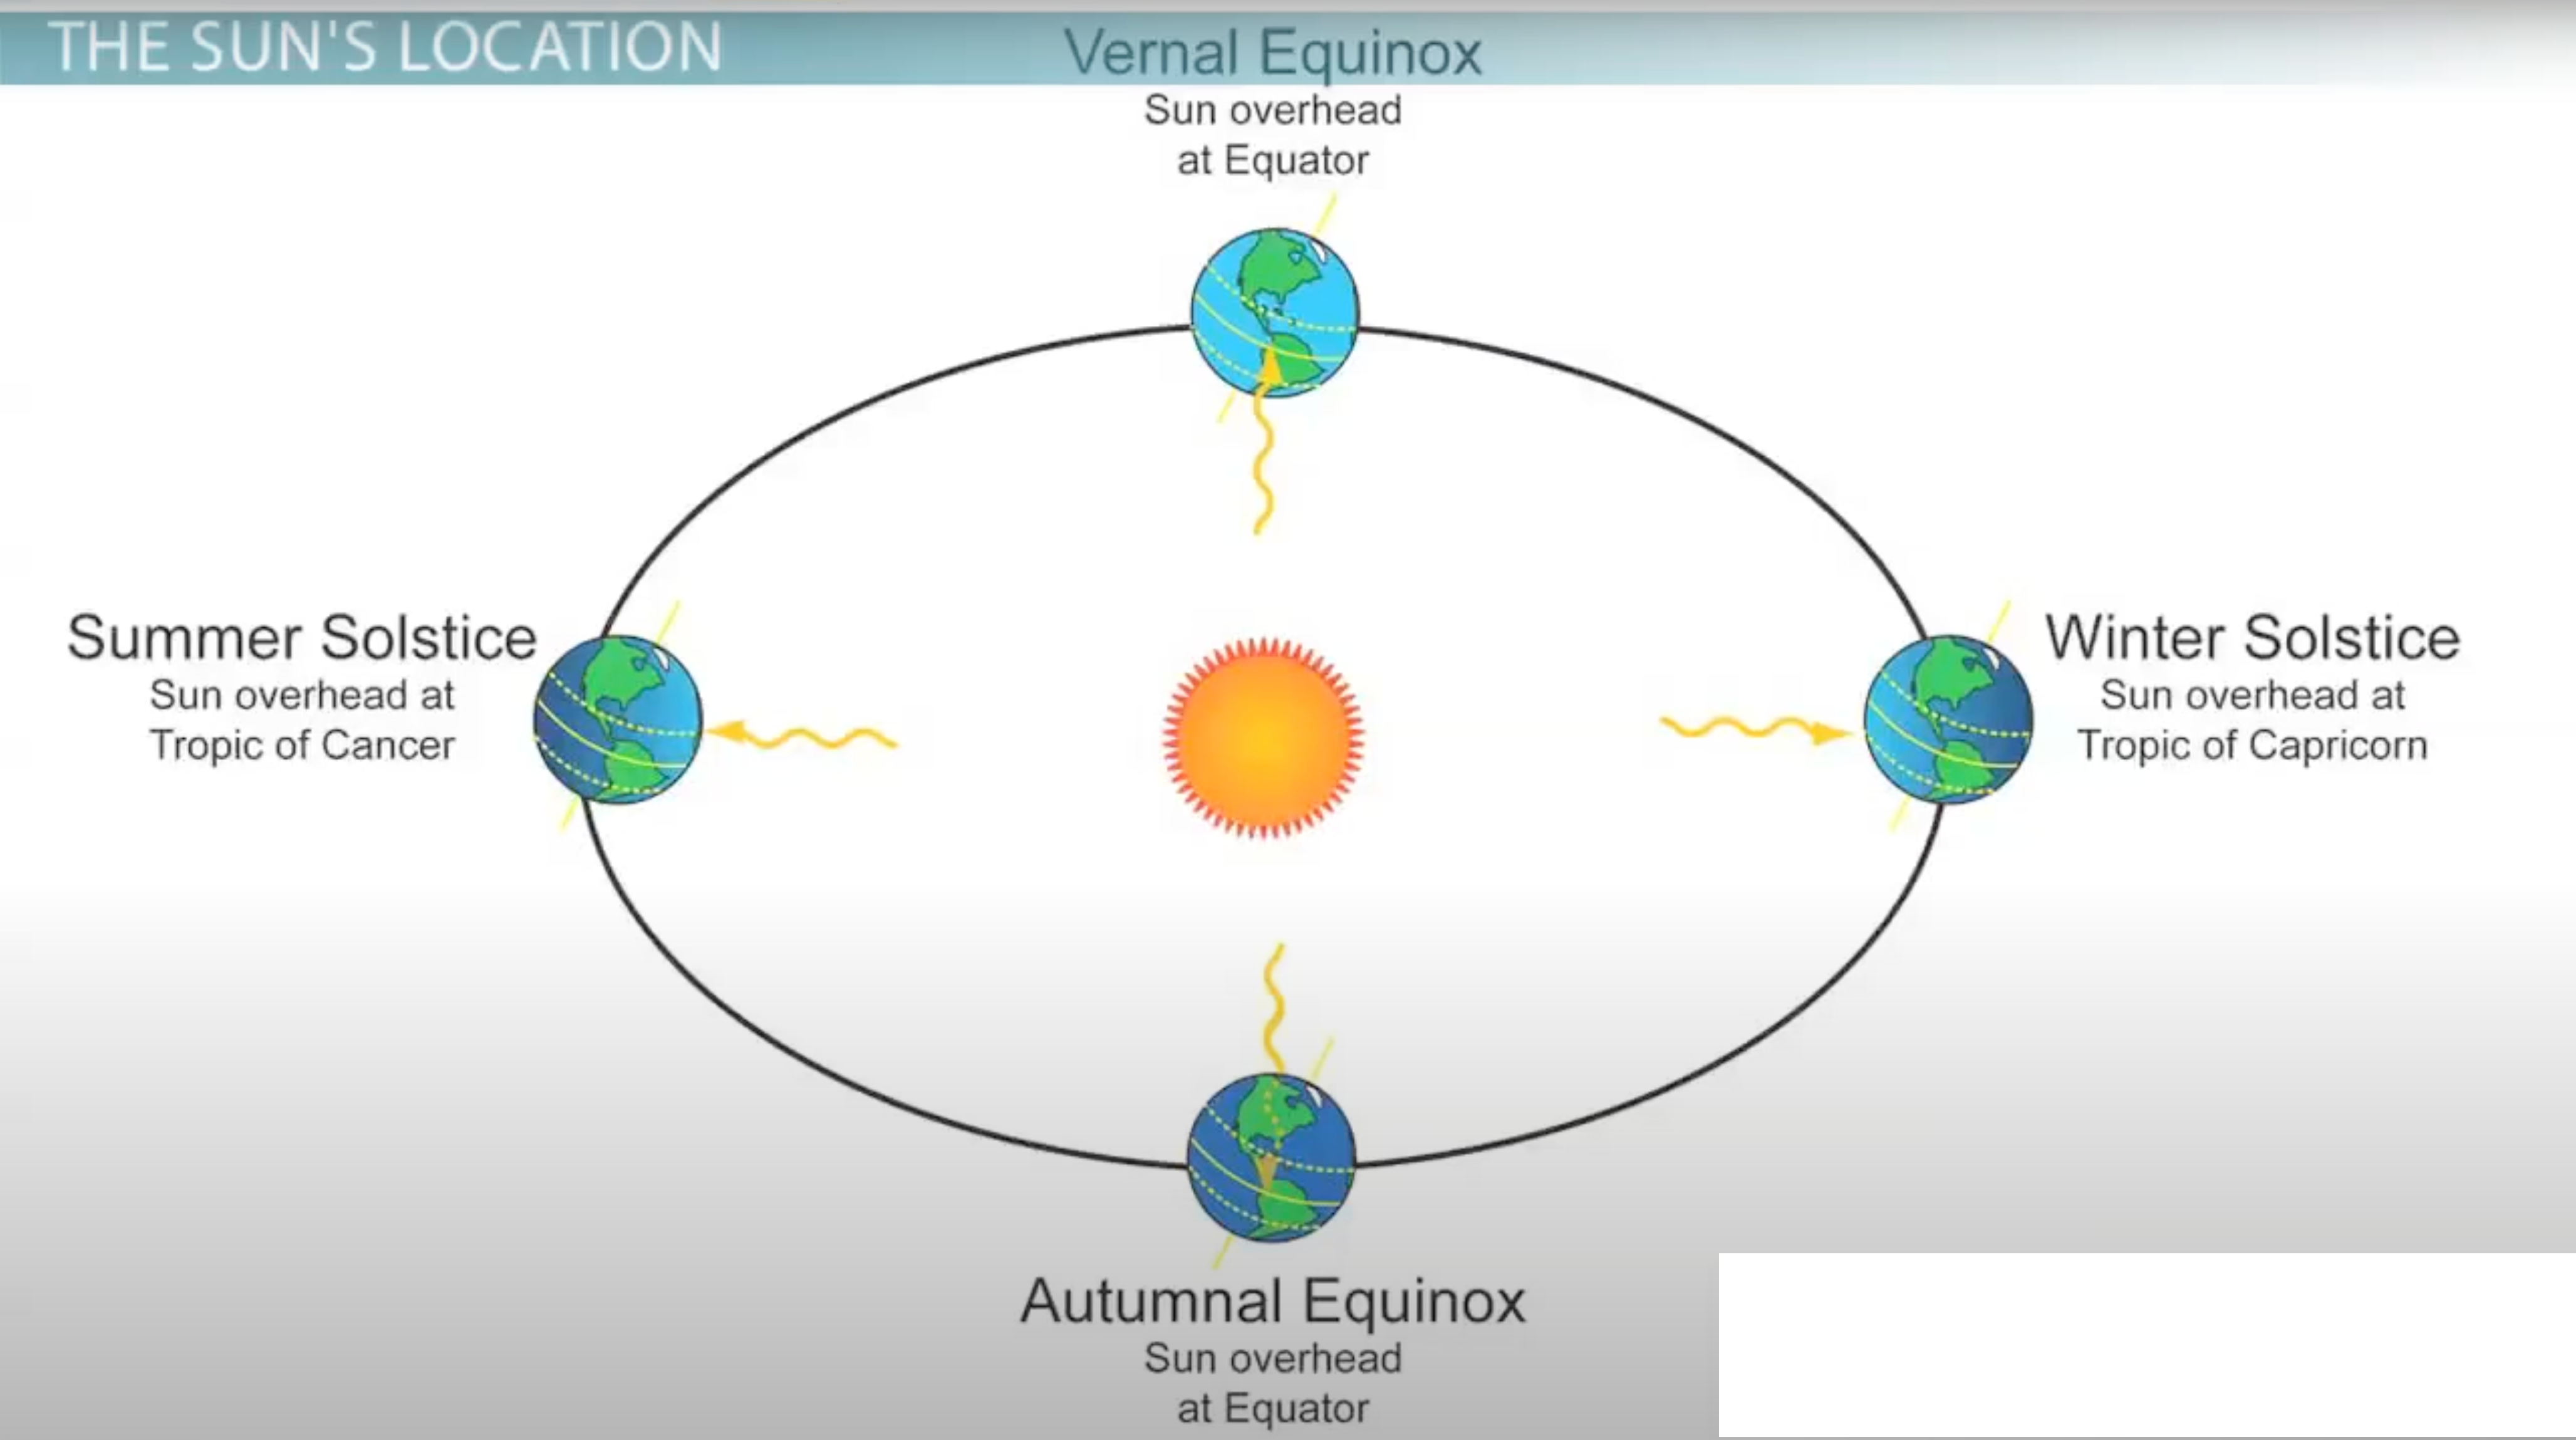 THE SUN'S LOCATION
Vernal Equinox
Sun overhead
at Equator
Summer Solstice
Sun overhead at
Tropic of Cancer
Winter Solstice
Sun overhead at
Tropic of Capricorn
Autumnal Equinox
Sun overhead
at Equator